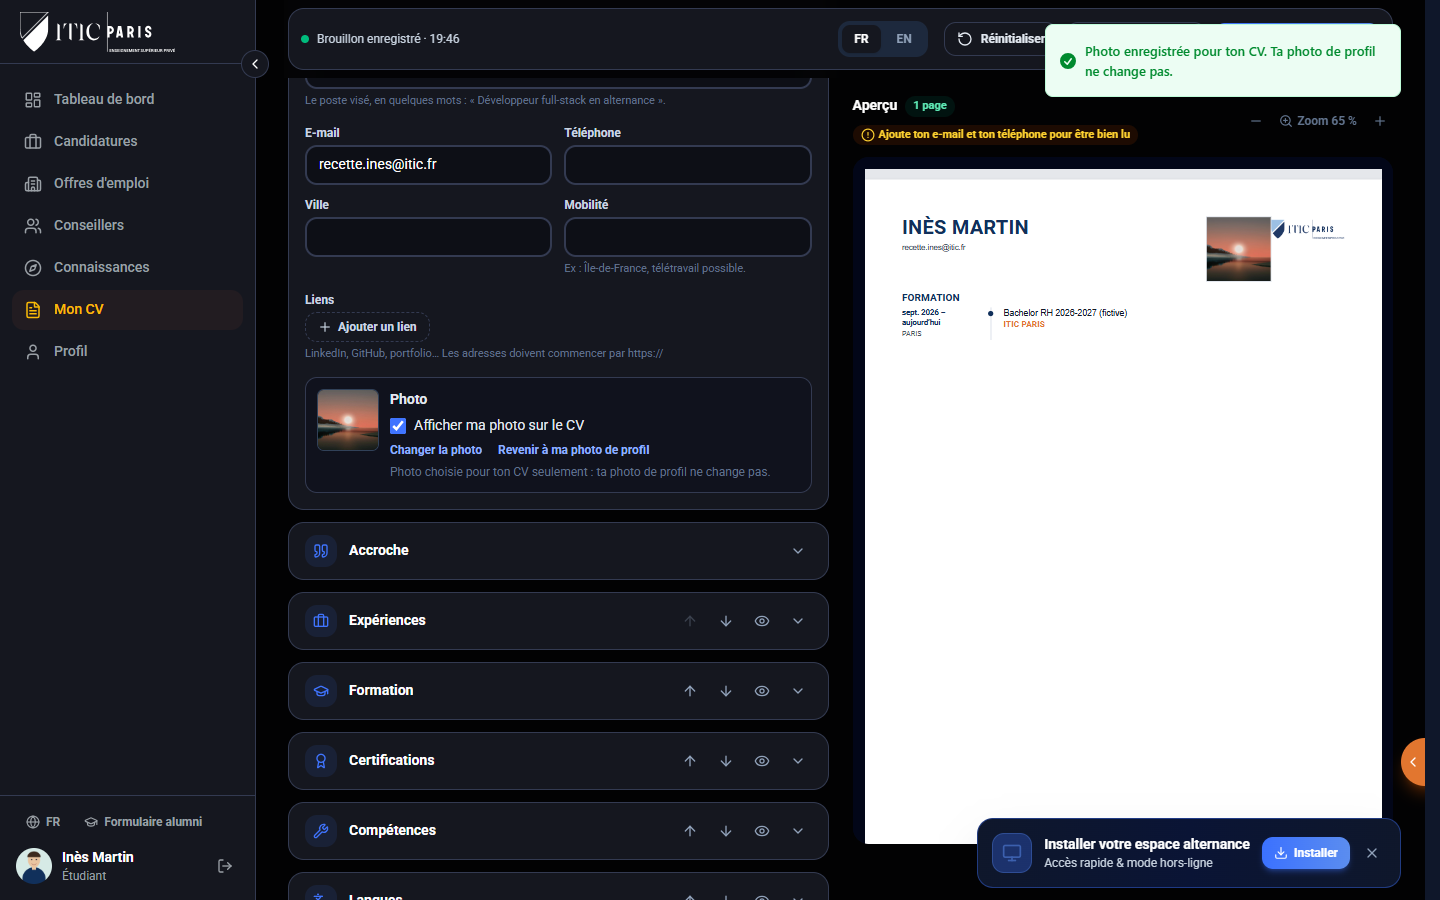 ITIC PARIS
ENSEIGNEMENT SUPÉRIEUR PRIVÉ
Tableau de bord
Candidatures
Offres d'emploi
Conseillers
Connaissances
Mon CV
Profil
FR
Formulaire alumni
Inès Martin
Étudiant
Brouillon enregistré · 19:46
FR
EN
Réinitialiser
Photo enregistrée pour ton CV. Ta photo de profil
ne change pas.
Le poste visé, en quelques mots : « Développeur full-stack en alternance ».
E-mail
Téléphone
recette.ines@itic.fr
Ville
Mobilité
Ex : Île-de-France, télétravail possible.
Liens
Ajouter un lien
LinkedIn, GitHub, portfolio… Les adresses doivent commencer par https://
Photo
Afficher ma photo sur le CV
Changer la photo
Revenir à ma photo de profil
Photo choisie pour ton CV seulement : ta photo de profil ne change pas.
Accroche
Expériences
Formation
Certifications
Compétences
Langues
Aperçu
1 page
Ajoute ton e-mail et ton téléphone pour être bien lu
Zoom 65 %
INÈS MARTIN
recette.ines@itic.fr
ITIC PARIS
FORMATION
sept. 2026 –
aujourd'hui
PARIS
Bachelor RH 2026-2027 (fictive)
ITIC PARIS
Installer votre espace alternance
Accès rapide & mode hors-ligne
Installer